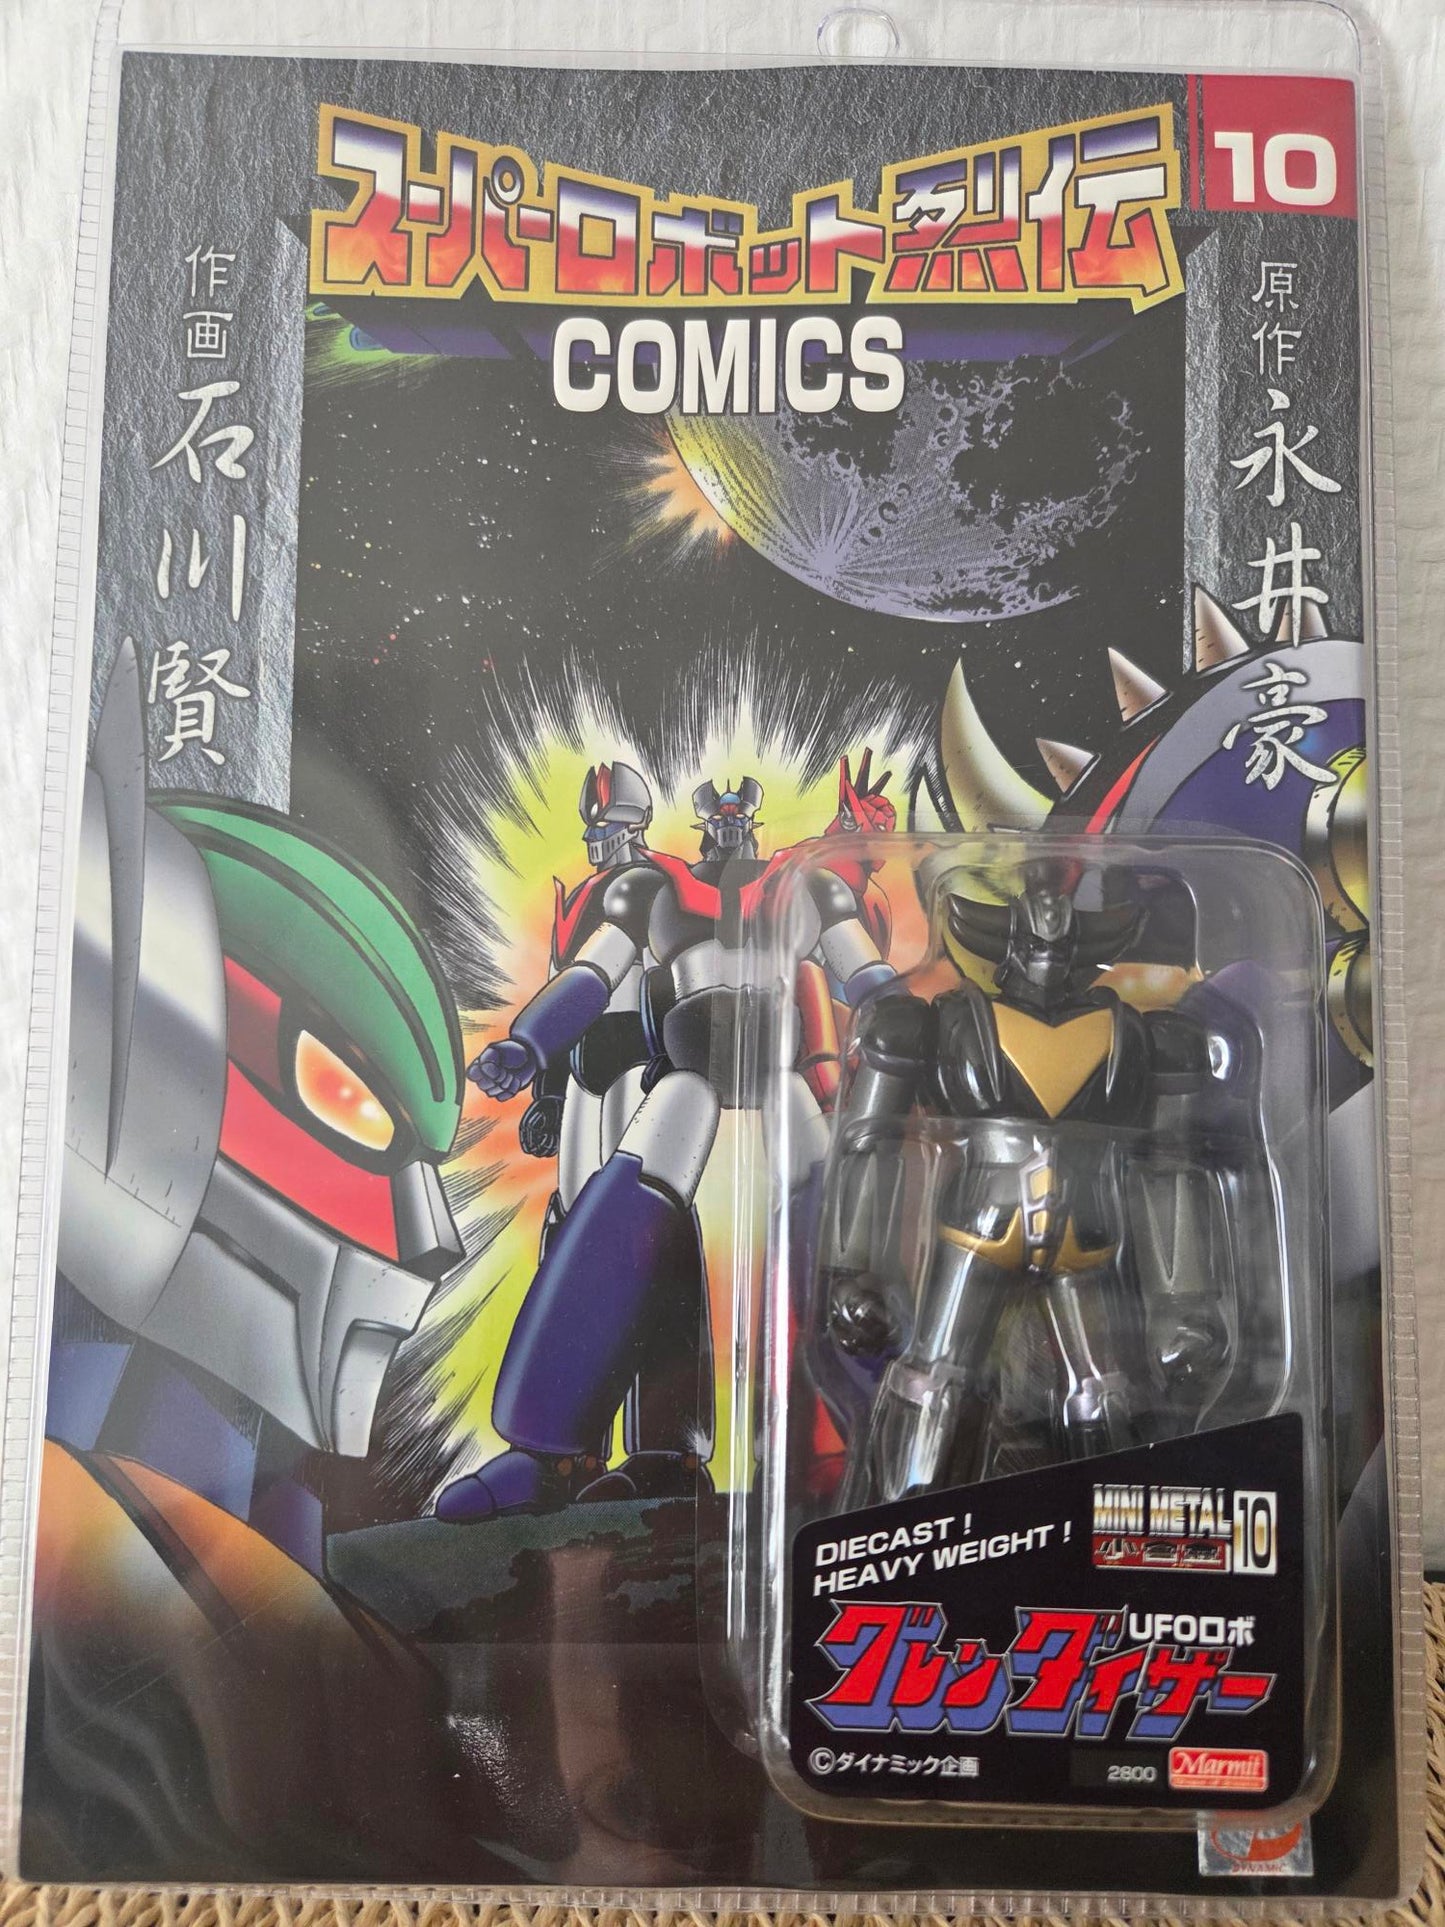 スーパーロボット烈伝
COMICS
10
原作 永井豪
作画 石川賢
DIECAST!
HEAVY WEIGHT!
MINI METAL
10
UFOロボ
グレンダイザー
©ダイナミック企画
2800
Marmit
DYNAMIC